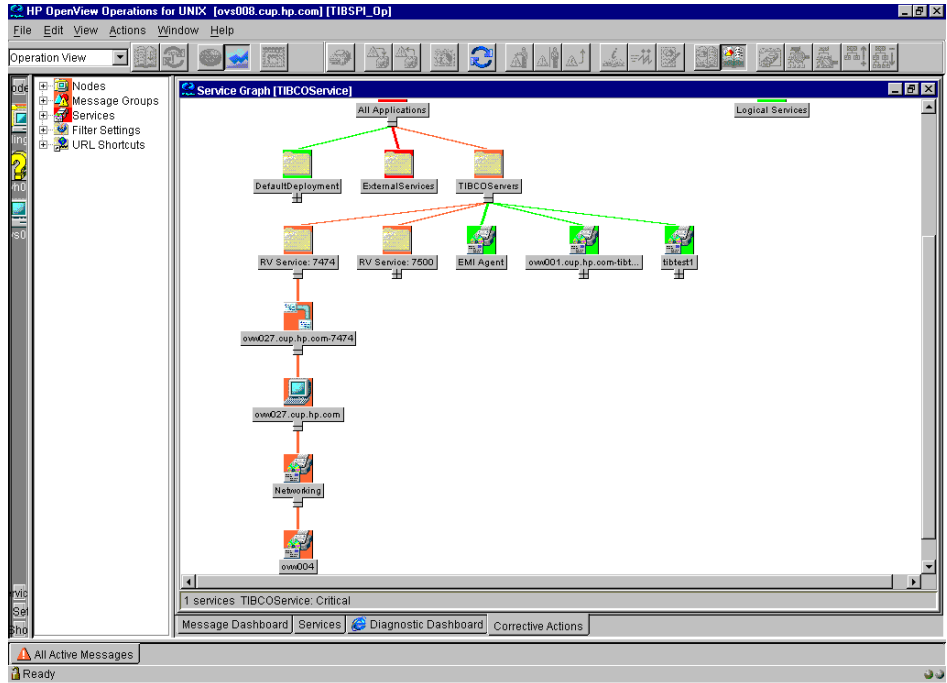 HP OpenView Operations for UNIX [ovs008.cup.hp.com] [TIBSPI_Op]
File Edit View Actions Window Help
Operation View
Nodes
Message Groups
Services
Filter Settings
URL Shortcuts
Service Graph [TIBCOService]
All Applications
Logical Services
DefaultDeployment
ExternalServices
TIBCOServers
RV Service: 7474
RV Service: 7500
EMI Agent
ovw001.cup.hp.com-tibt...
tibtest1
ovw027.cup.hp.com-7474
ovw027.cup.hp.com
Networking
ovw004
1 services TIBCOService: Critical
Message Dashboard
Services
Diagnostic Dashboard
Corrective Actions
All Active Messages
Ready